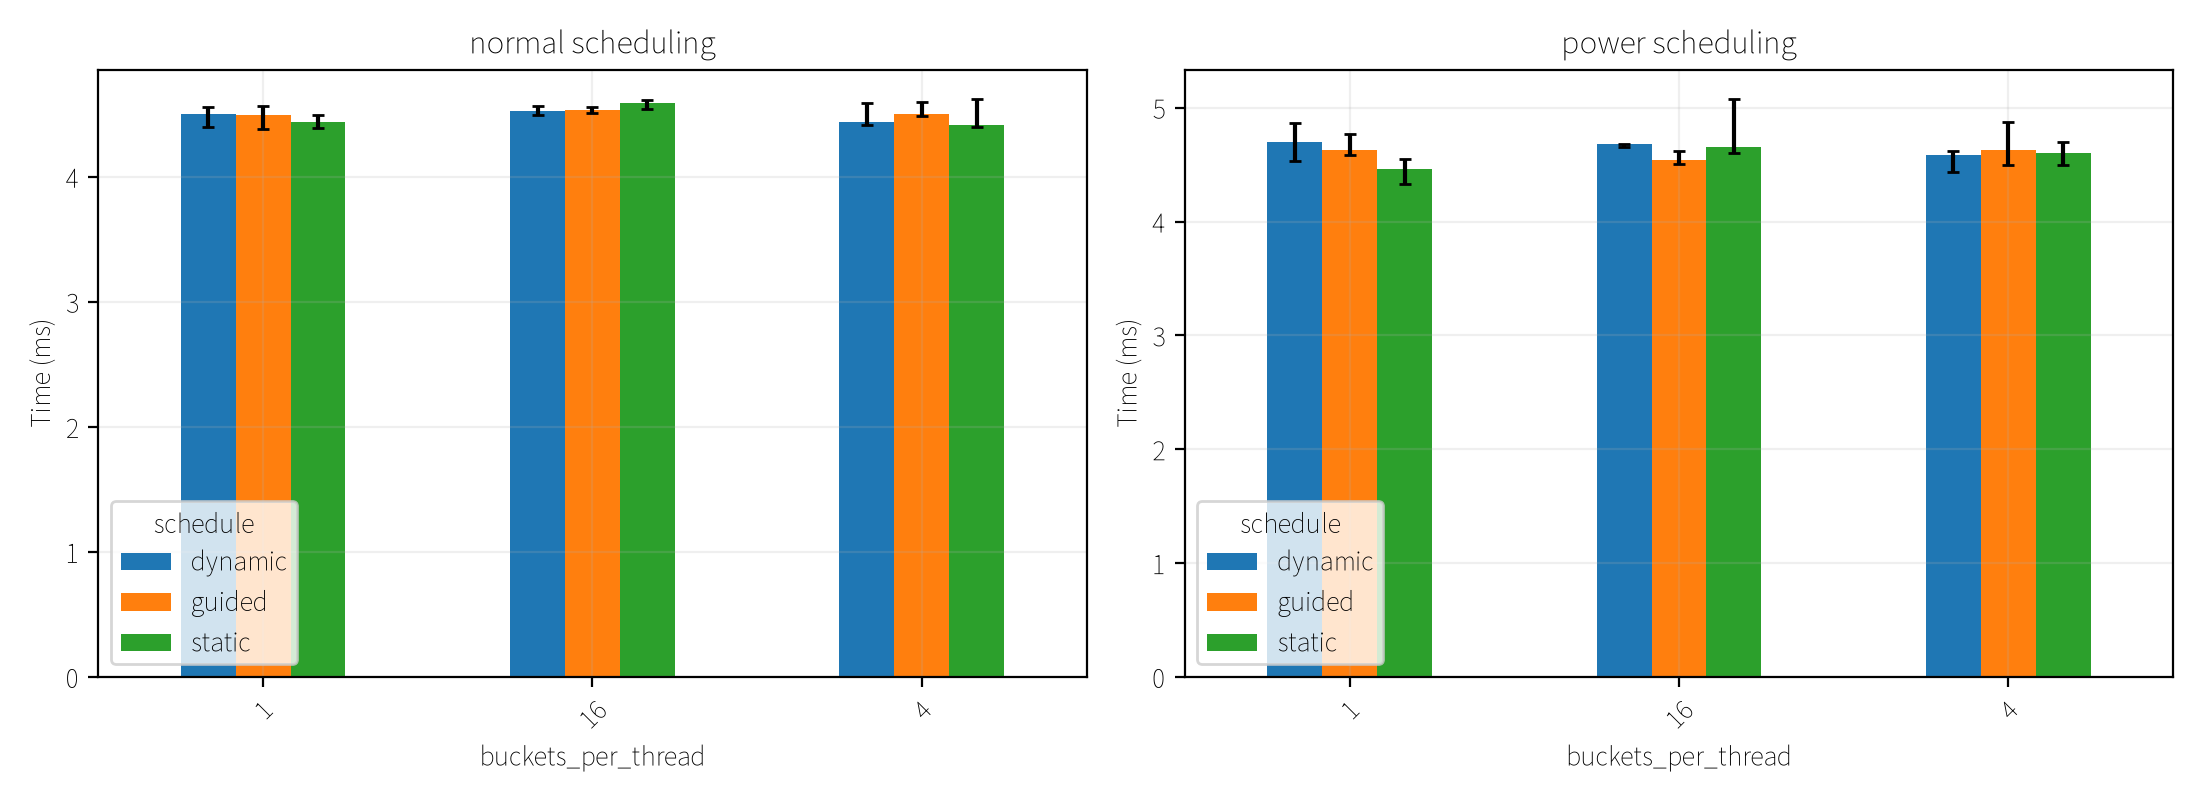 normal scheduling
Time (ms)
4
3
2
1
0
schedule
dynamic
guided
static
1
16
4
buckets_per_thread
power scheduling
Time (ms)
5
4
3
2
1
0
schedule
dynamic
guided
static
1
16
4
buckets_per_thread